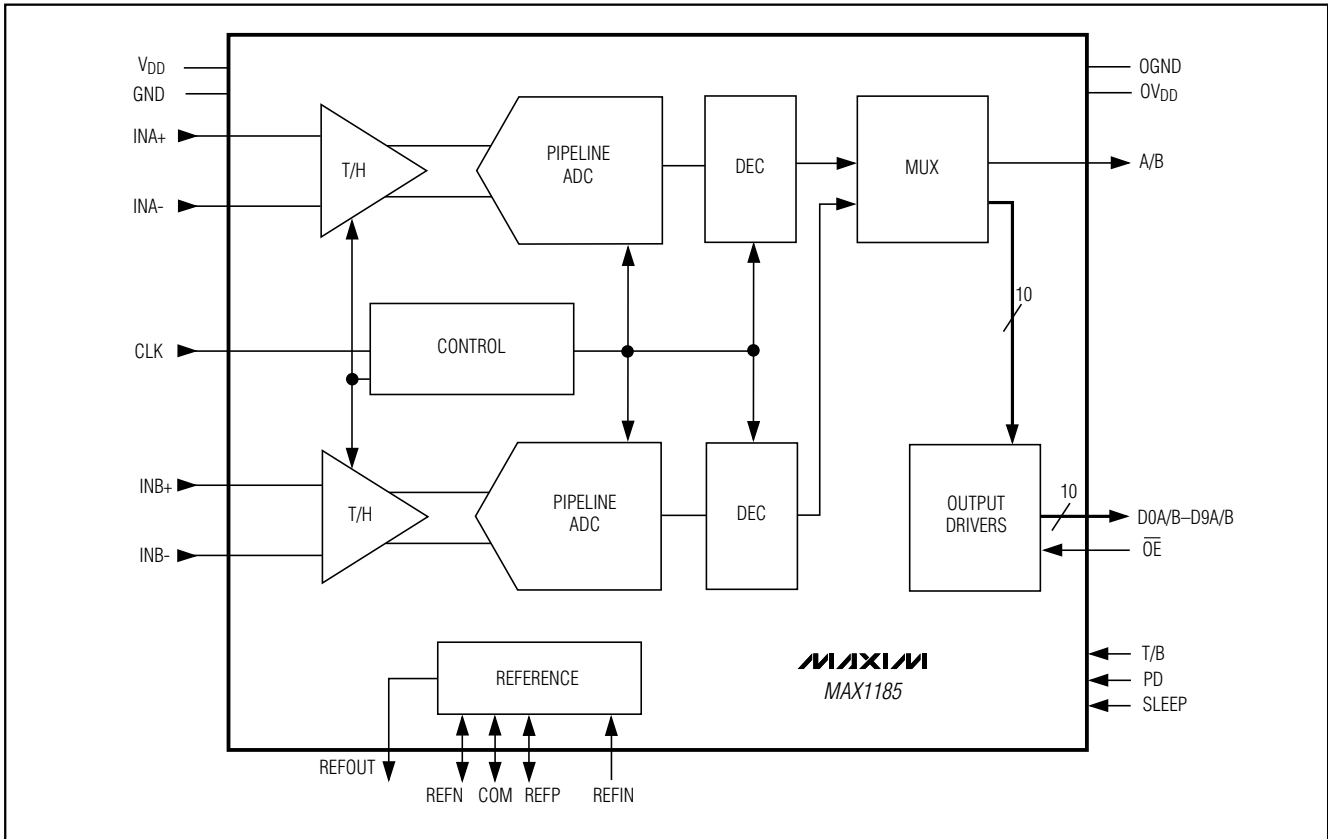 VDD
GND
INA+
INA-
CLK
INB+
INB-
T/H
PIPELINE
ADC
DEC
MUX
CONTROL
10
T/H
PIPELINE
ADC
DEC
OUTPUT
DRIVERS
10
REFERENCE
MAXIM
MAX1185
OGND
OVDD
A/B
D0A/B–D9A/B
O̅E̅
T/B
PD
SLEEP
REFOUT
REFN
COM
REFP
REFIN